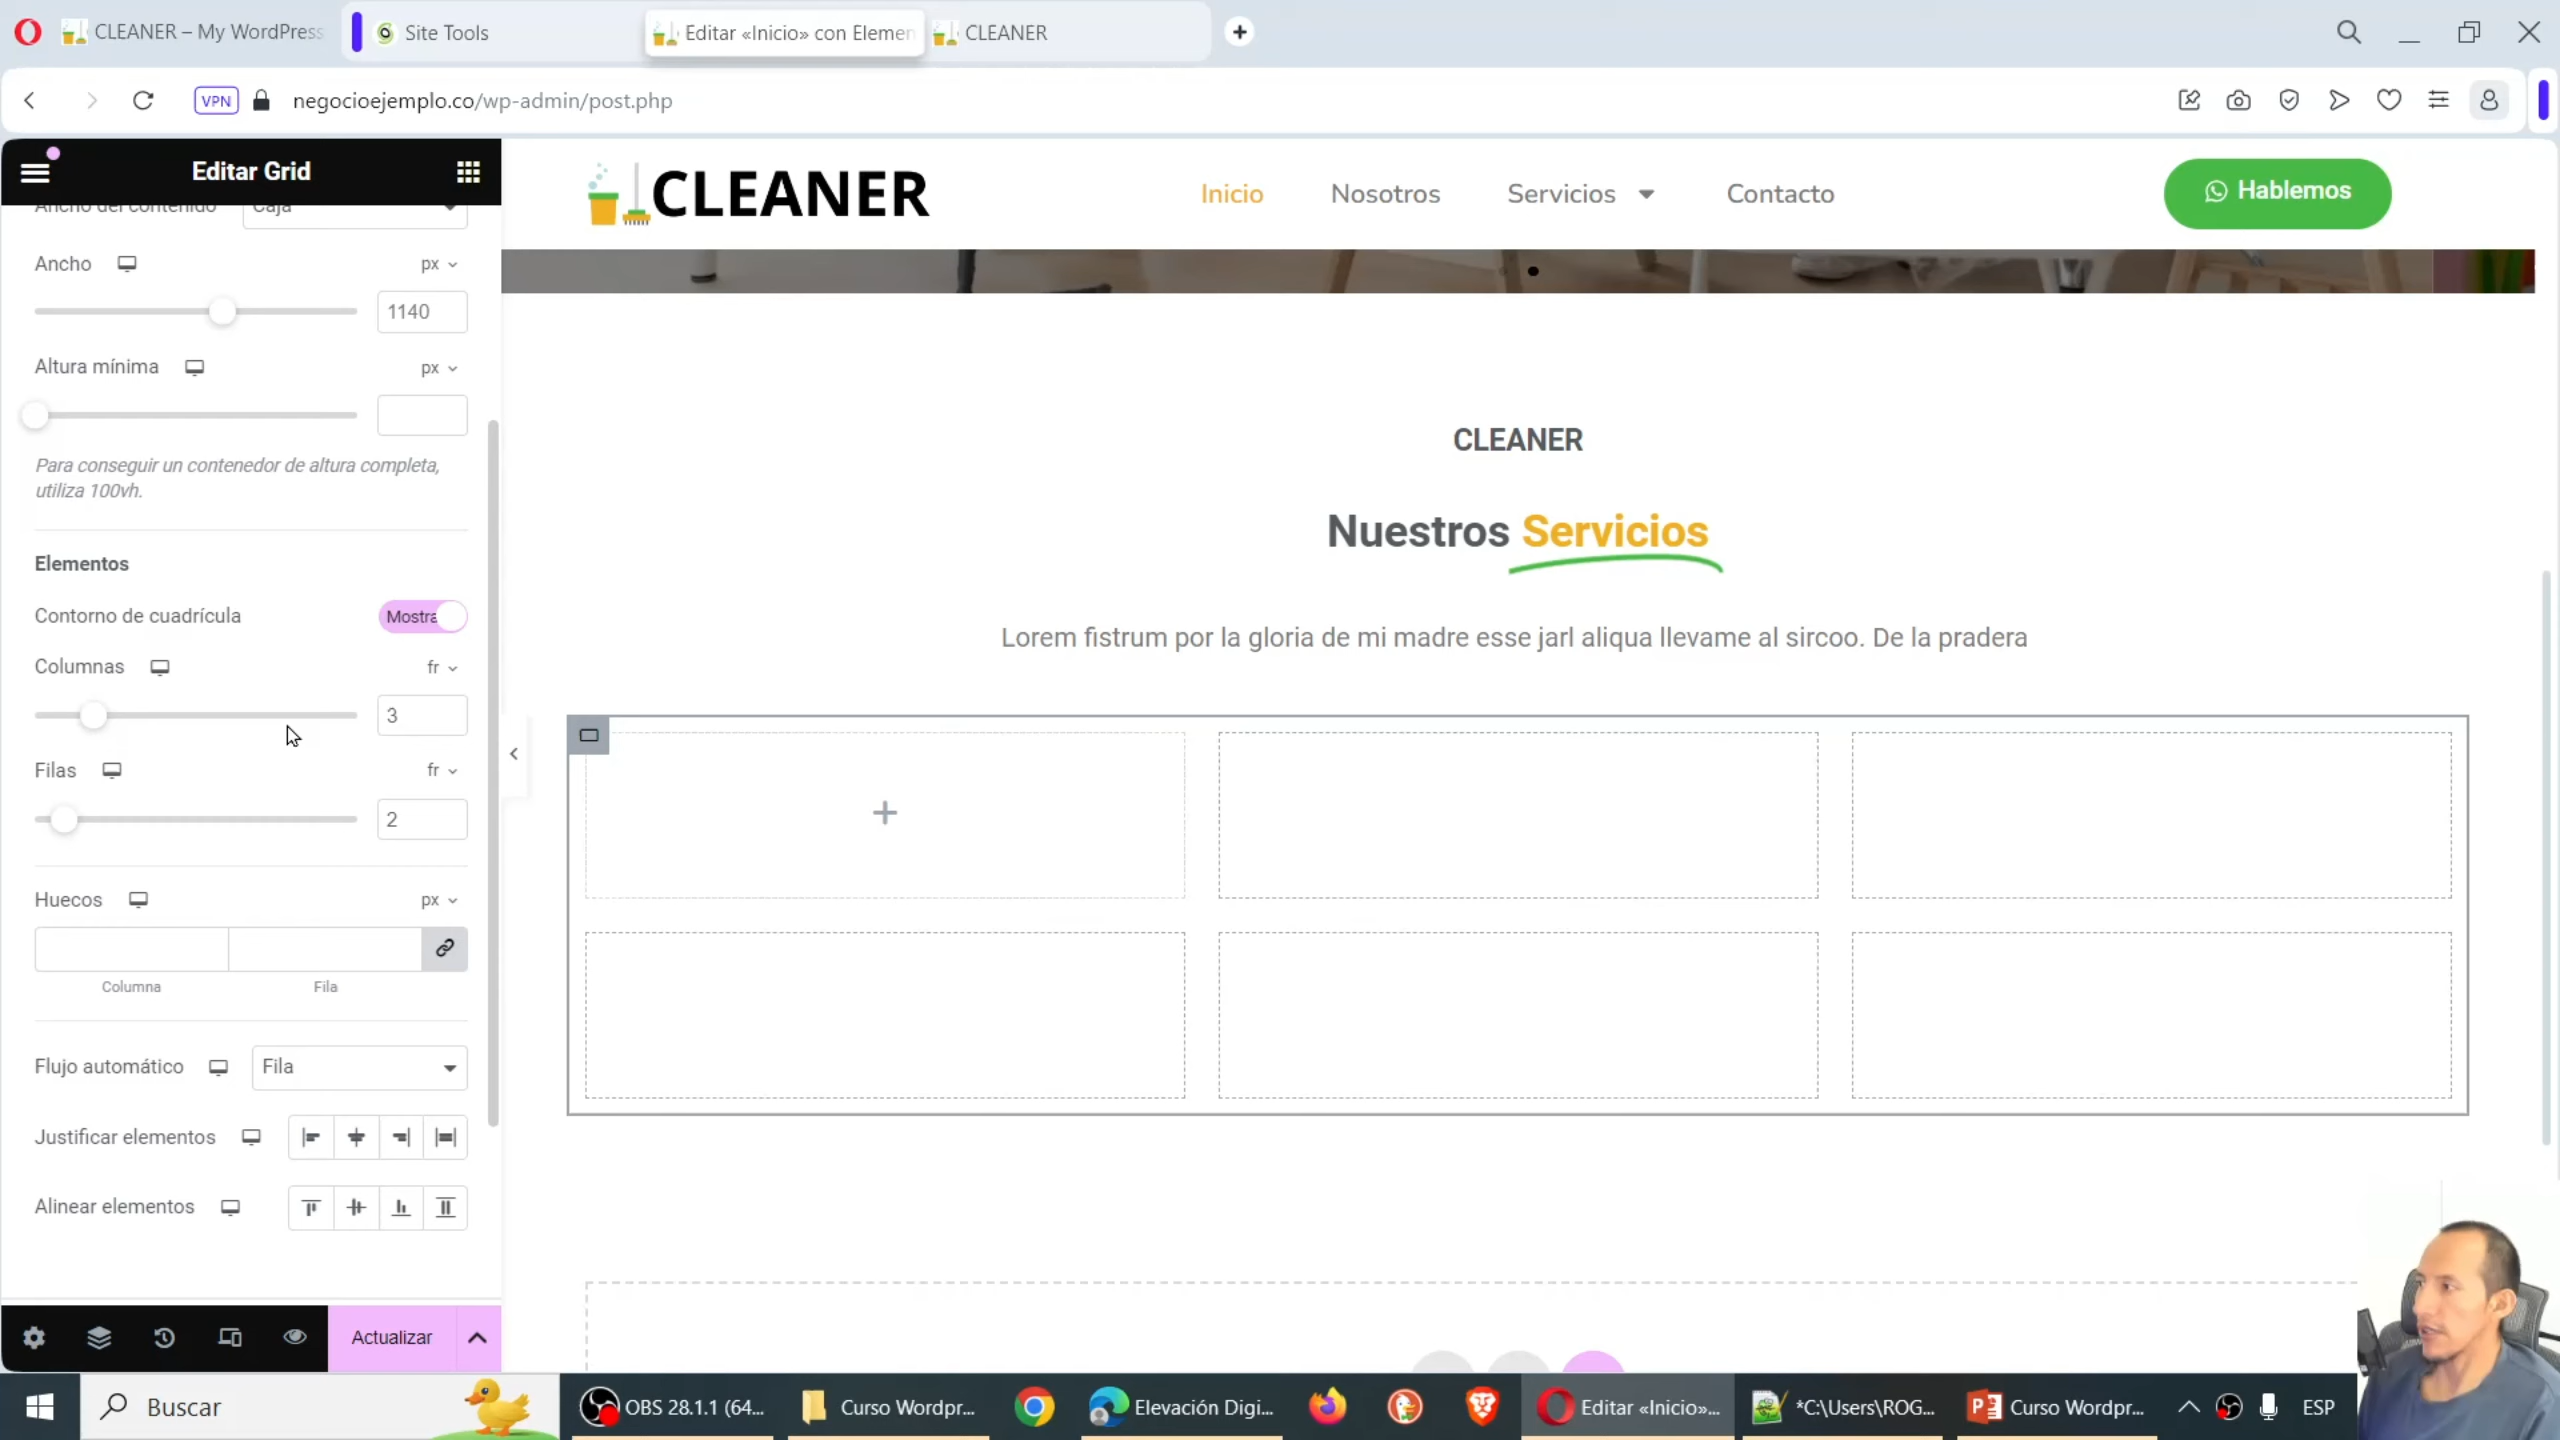 CLEANER – My WordPress
Site Tools
Editar «Inicio» con Elemen
CLEANER
VPN
negocioejemplo.co/wp-admin/post.php
Editar Grid
CLEANER
Inicio
Nosotros
Servicios
Contacto
Hablemos
Ancho del contenido
Caja
Ancho
px
1140
Altura mínima
px
Para conseguir un contenedor de altura completa,
utiliza 100vh.
Elementos
Contorno de cuadrícula
Mostra
Columnas
fr
3
Filas
fr
2
Huecos
px
Columna
Fila
Flujo automático
Fila
Justificar elementos
Alinear elementos
Actualizar
CLEANER
Nuestros Servicios
Lorem fistrum por la gloria de mi madre esse jarl aliqua llevame al sircoo. De la pradera
Buscar
OBS 28.1.1 (64...
Curso Wordpr...
Elevación Digi...
Editar «Inicio»...
*C:\Users\ROG...
Curso Wordpr...
ESP